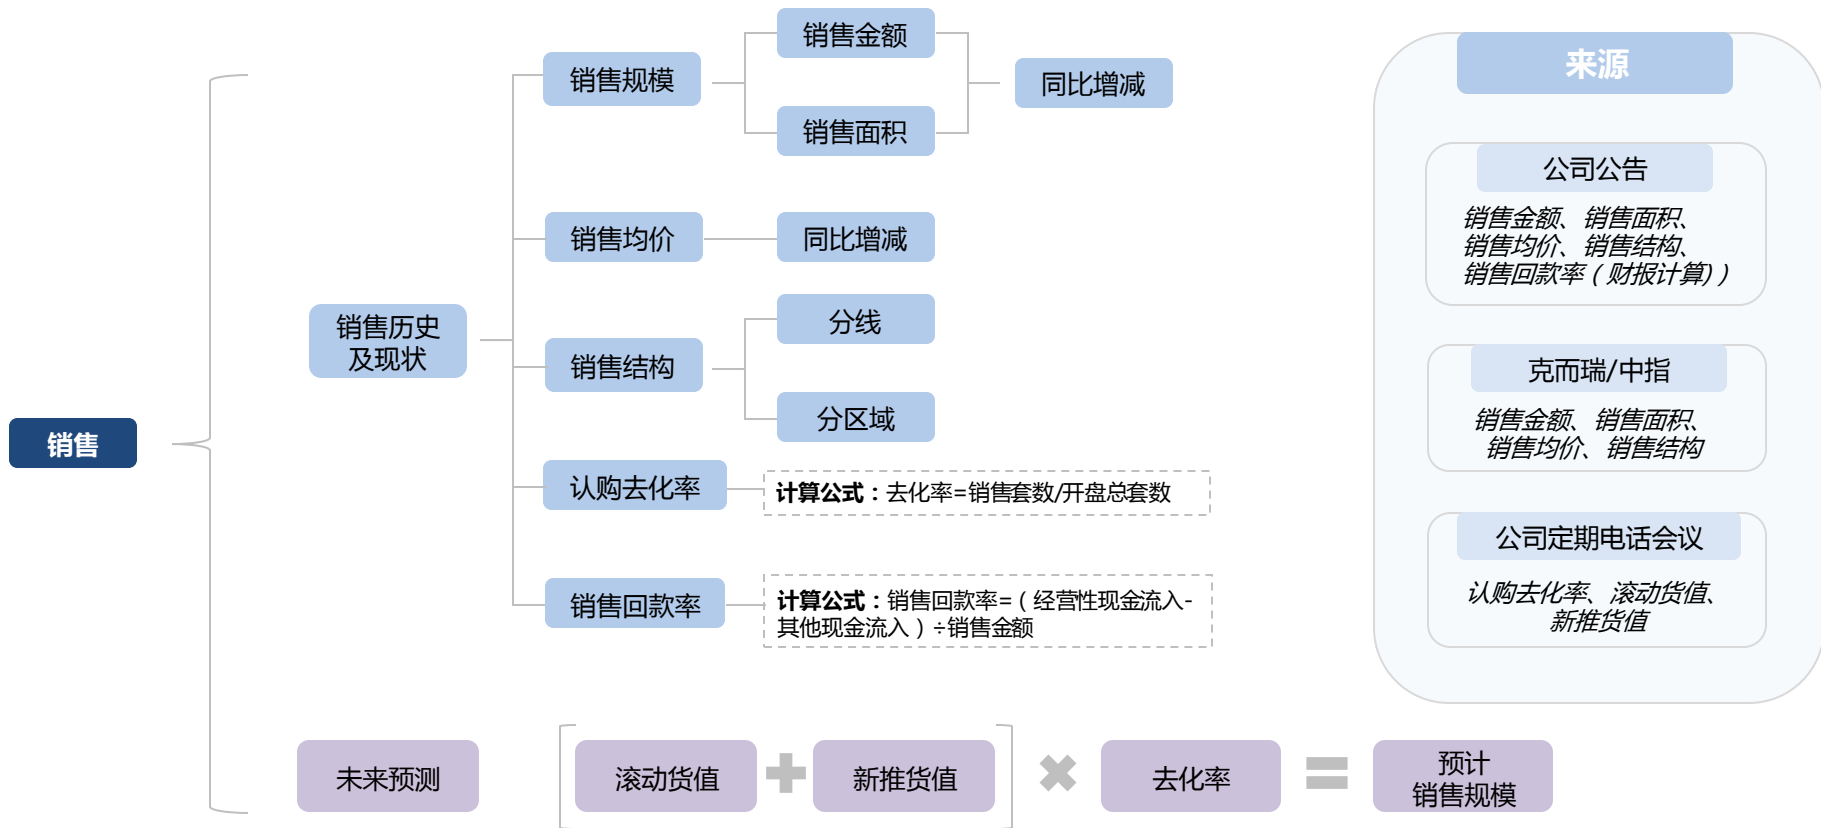 销售
销售历史
及现状
销售规模
销售金额
销售面积
同比增减
销售均价
同比增减
销售结构
分线
分区域
认购去化率
计算公式：去化率=销售套数/开盘总套数
销售回款率
计算公式：销售回款率=（经营性现金流入-
其他现金流入）÷销售金额
来源
公司公告
销售金额、销售面积、
销售均价、销售结构、
销售回款率（财报计算)）
克而瑞/中指
销售金额、销售面积、
销售均价、销售结构
公司定期电话会议
认购去化率、滚动货值、
新推货值
未来预测
滚动货值
新推货值
去化率
预计
销售规模